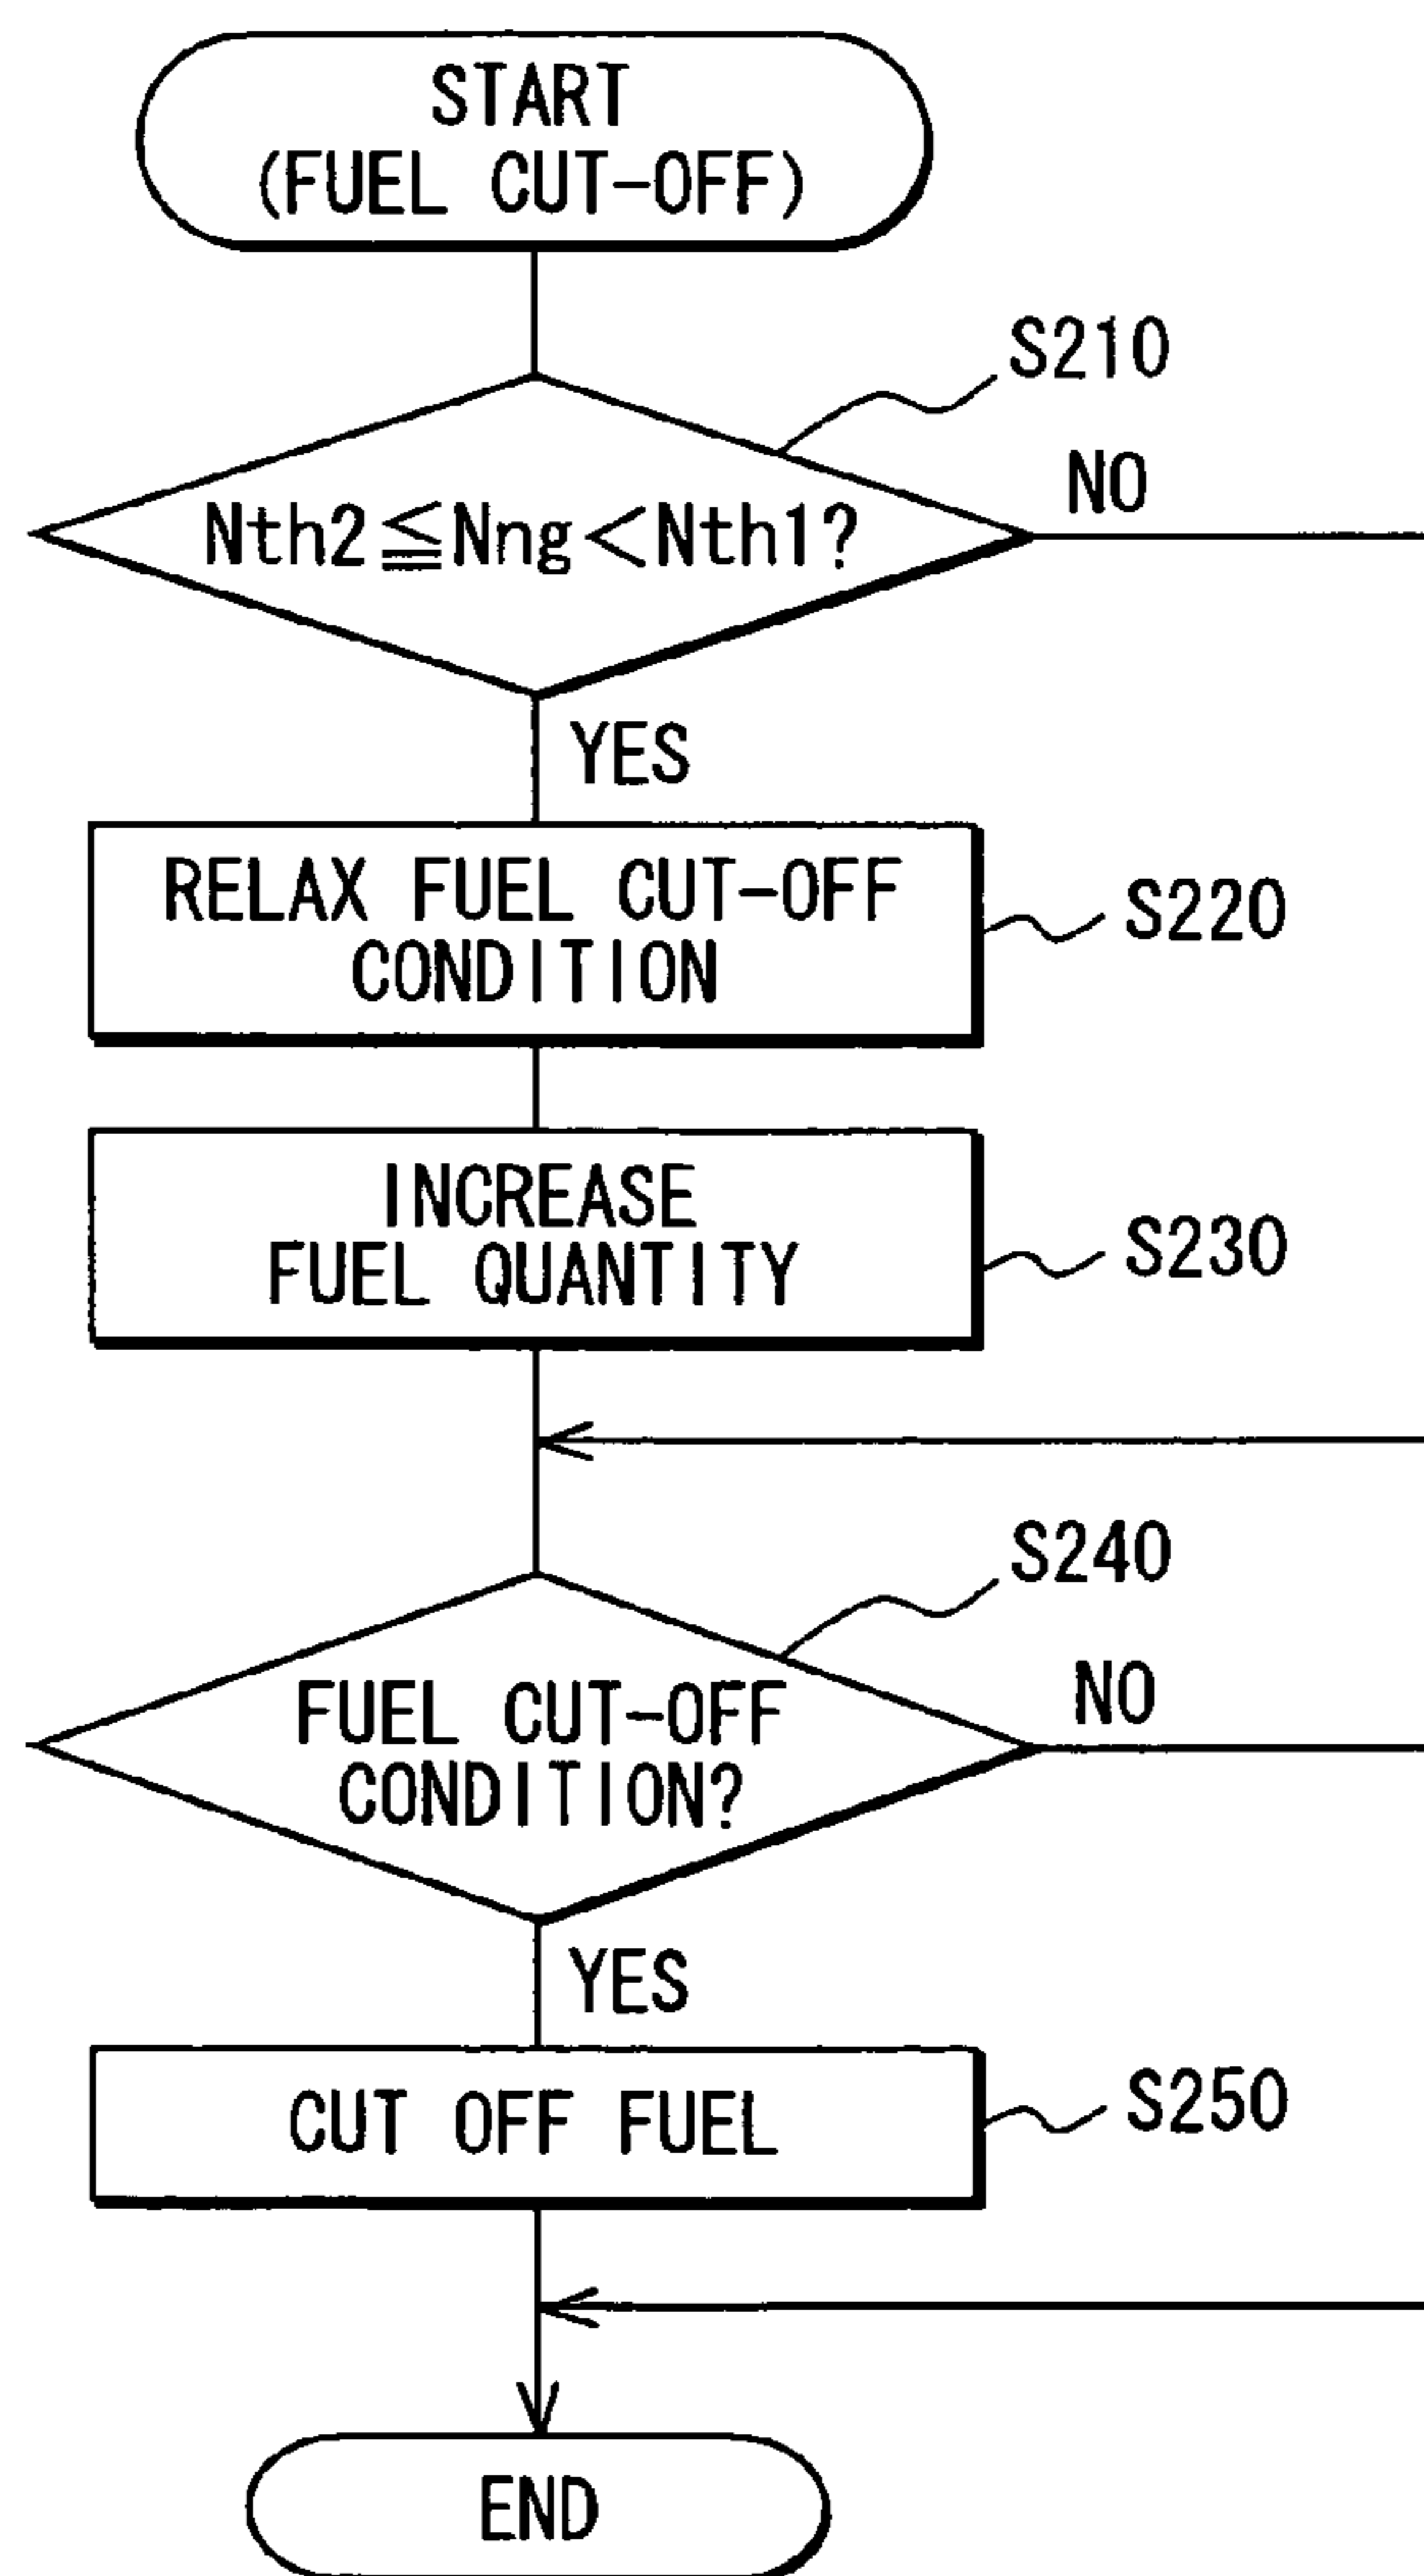 START
(FUEL CUT-OFF)
S210
Nth2≦Nng<Nth1?
NO
YES
RELAX FUEL CUT-OFF
CONDITION
S220
INCREASE
FUEL QUANTITY
S230
S240
FUEL CUT-OFF
CONDITION?
NO
YES
CUT OFF FUEL
S250
END